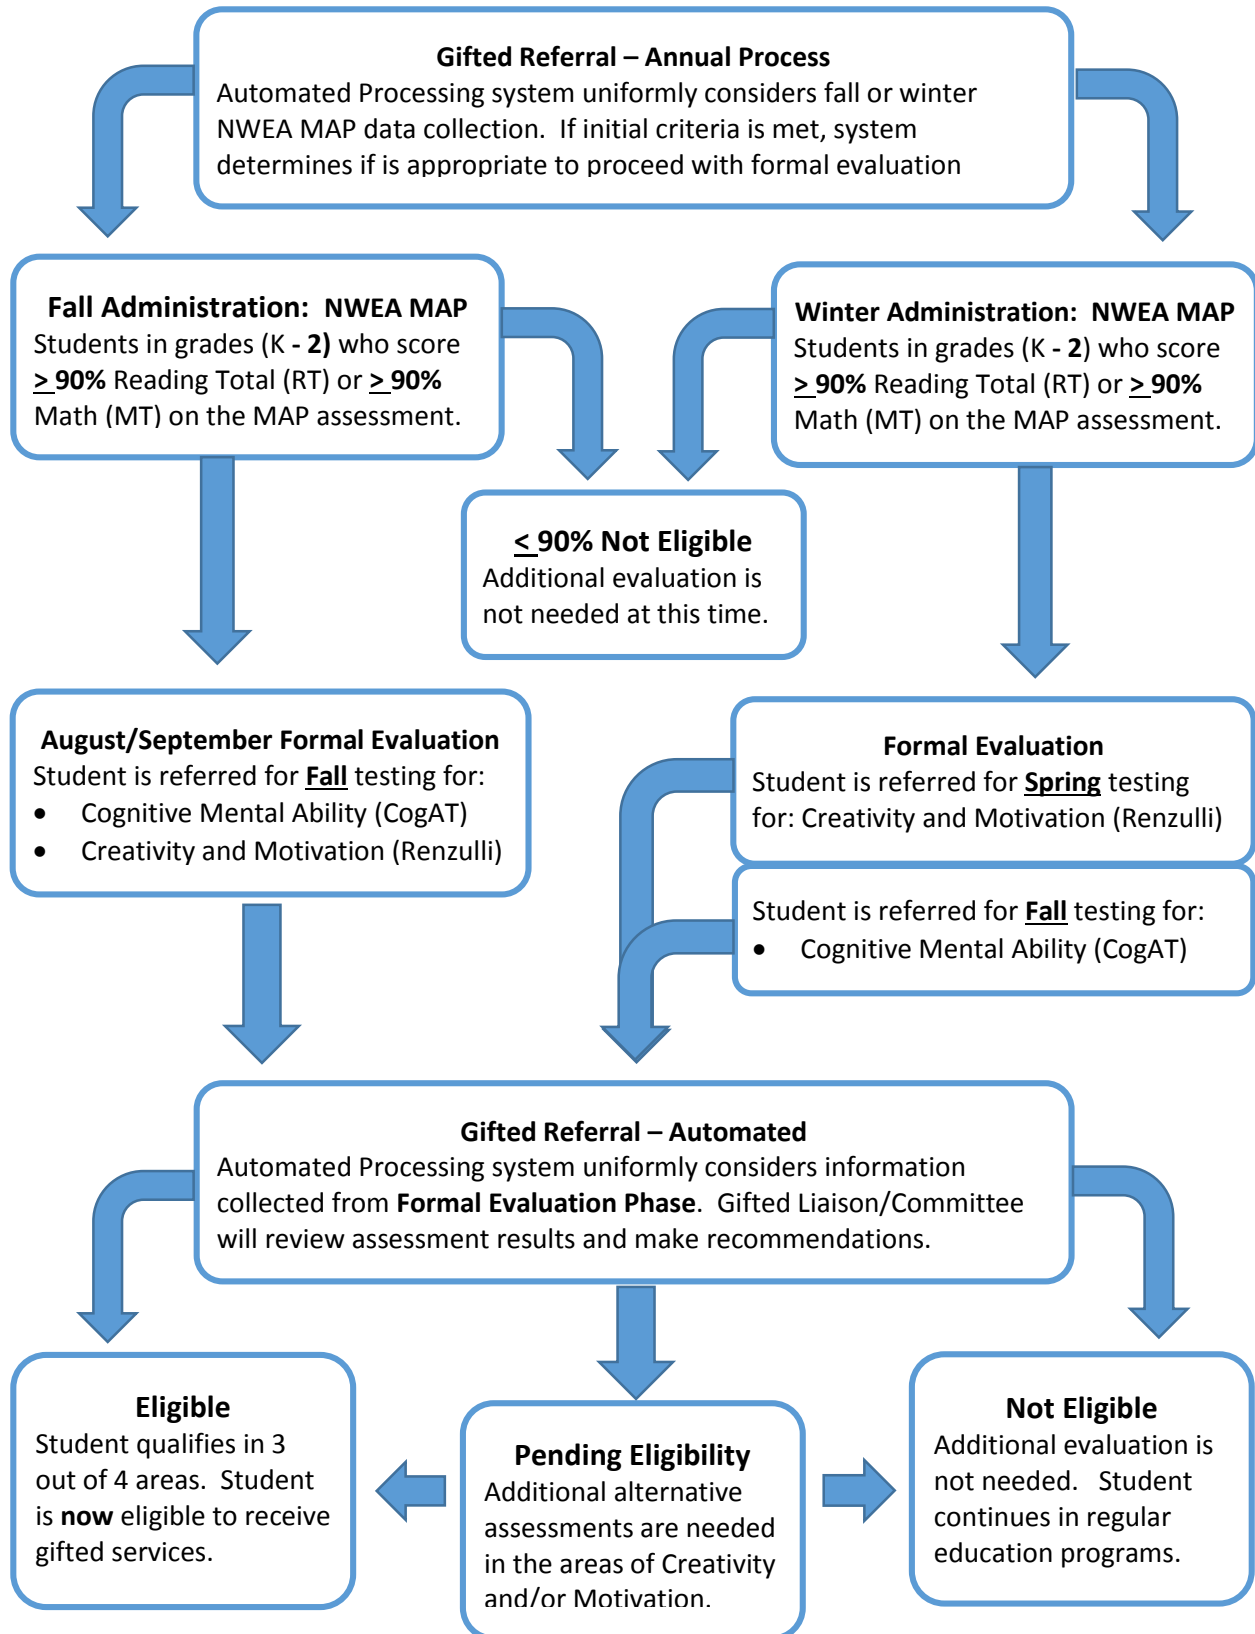 Gifted Referral – Annual Process
Automated Processing system uniformly considers fall or winter
NWEA MAP data collection.  If initial criteria is met, system
determines if is appropriate to proceed with formal evaluation
Fall Administration:  NWEA MAP
Students in grades (K - 2) who score
> 90% Reading Total (RT) or > 90%
Math (MT) on the MAP assessment.
Winter Administration:  NWEA MAP
Students in grades (K - 2) who score
> 90% Reading Total (RT) or > 90%
Math (MT) on the MAP assessment.
< 90% Not Eligible
Additional evaluation is
not needed at this time.
August/September Formal Evaluation
Student is referred for Fall testing for:
• Cognitive Mental Ability (CogAT)
• Creativity and Motivation (Renzulli)
Formal Evaluation
Student is referred for Spring testing
for: Creativity and Motivation (Renzulli)
Student is referred for Fall testing for:
• Cognitive Mental Ability (CogAT)
Gifted Referral – Automated
Automated Processing system uniformly considers information
collected from Formal Evaluation Phase.  Gifted Liaison/Committee
will review assessment results and make recommendations.
Eligible
Student qualifies in 3
out of 4 areas.  Student
is now eligible to receive
gifted services.
Pending Eligibility
Additional alternative
assessments are needed
in the areas of Creativity
and/or Motivation.
Not Eligible
Additional evaluation is
not needed.   Student
continues in regular
education programs.